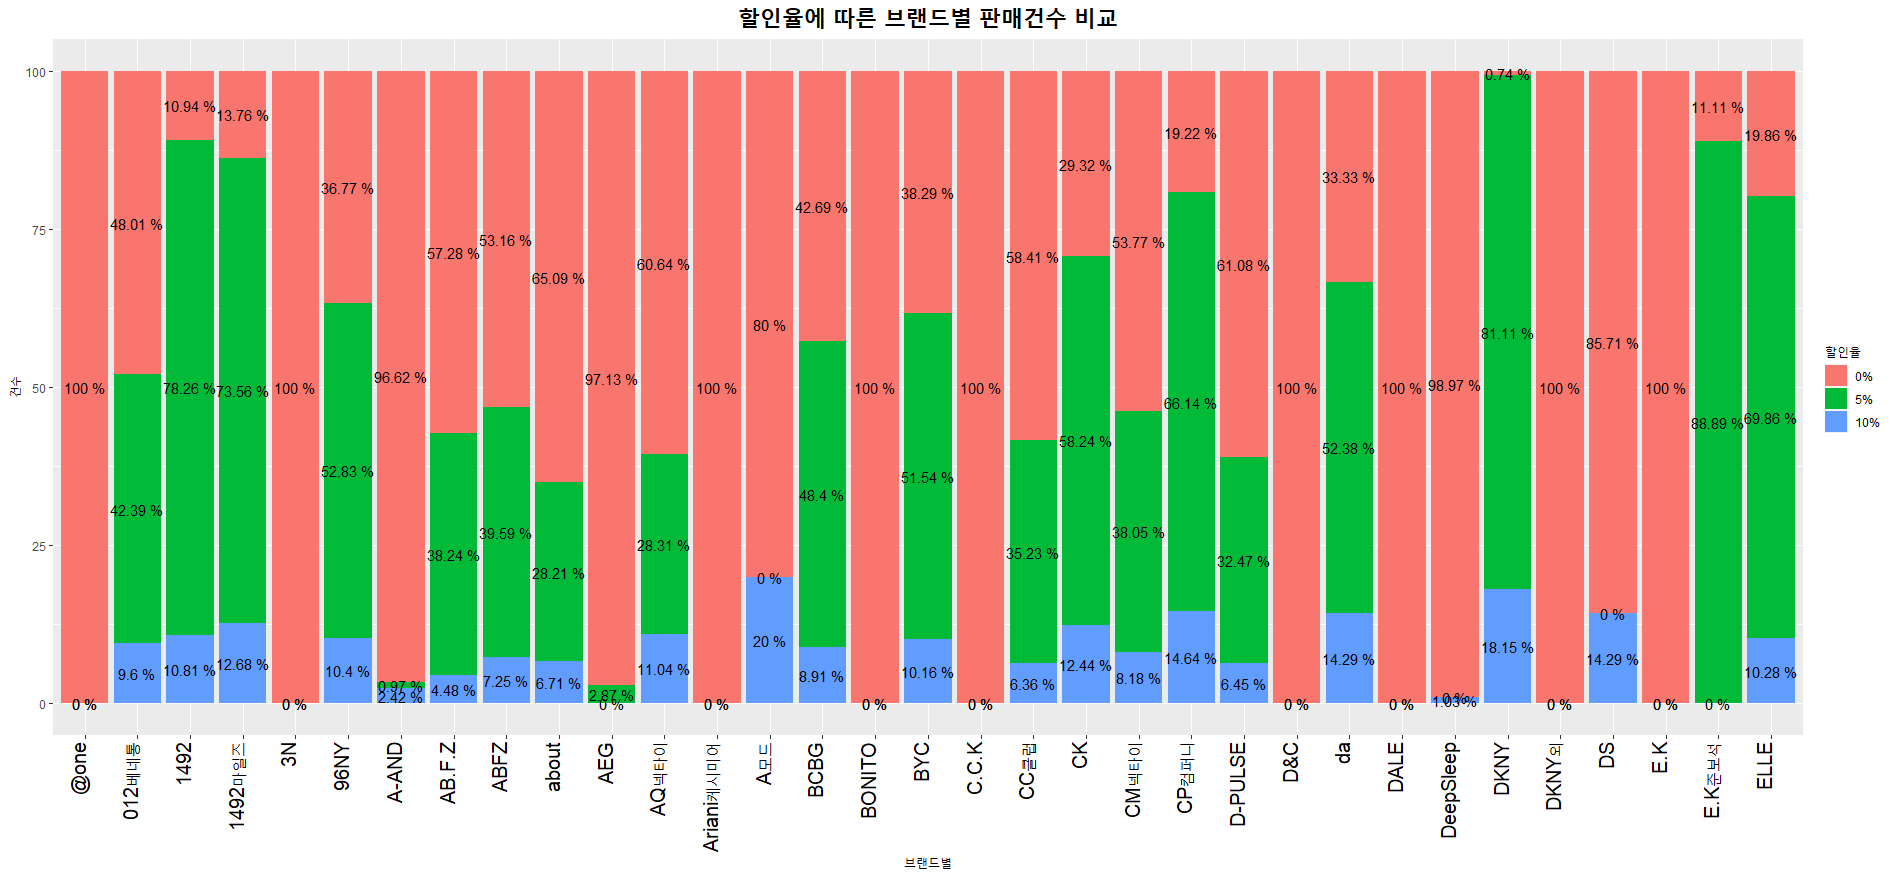 할인율에 따른 브랜드별 판매건수 비교
건수
100
75
50
25
0
100 %
0 %
48.01 %
42.39 %
9.6 %
10.94 %
78.26 %
10.81 %
13.76 %
73.56 %
12.68 %
100 %
0 %
36.77 %
52.83 %
10.4 %
96.62 %
0.97 %
2.42 %
57.28 %
38.24 %
4.48 %
53.16 %
39.59 %
7.25 %
65.09 %
28.21 %
6.71 %
97.13 %
2.87 %
0 %
60.64 %
28.31 %
11.04 %
100 %
0 %
80 %
0 %
20 %
42.69 %
48.4 %
8.91 %
100 %
0 %
38.29 %
51.54 %
10.16 %
100 %
0 %
58.41 %
35.23 %
6.36 %
29.32 %
58.24 %
12.44 %
53.77 %
38.05 %
8.18 %
19.22 %
66.14 %
14.64 %
61.08 %
32.47 %
6.45 %
100 %
0 %
33.33 %
52.38 %
14.29 %
100 %
0 %
98.97 %
0 %
1.03 %
0.74 %
81.11 %
18.15 %
100 %
0 %
85.71 %
0 %
14.29 %
100 %
0 %
11.11 %
88.89 %
0 %
19.86 %
69.86 %
10.28 %
@one
012베네통
1492
1492마일즈
3N
96NY
A-AND
AB.F.Z
ABFZ
about
AEG
AQ넥타이
Ariani캐시미어
A모드
BCBG
BONITO
BYC
C.C.K
CC클럽
CK
CM넥타이
CP컴퍼니
D-PULSE
D&C
da
DALE
DeepSleep
DKNY
DKNY외
DS
E.K
E.K준보석
ELLE
브랜드별
할인율
0%
5%
10%